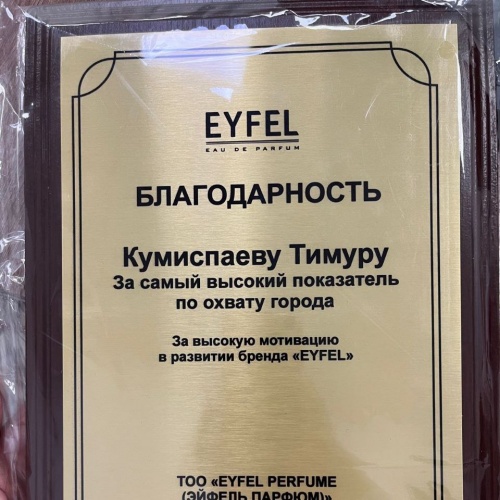 EYFEL
EAU DE PARFUM
БЛАГОДАРНОСТЬ
Кумиспаеву Тимуру
За самый высокий показатель
по охвату города
За высокую мотивацию
в развитии бренда «EYFEL»
ТОО «EYFEL PERFUME
(ЭЙФЕЛЬ ПАРФЮМ)»